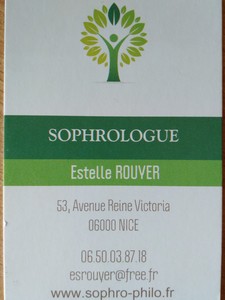 SOPHROLOGUE
Estelle ROUYER
53, Avenue Reine Victoria
06000 NICE
06.50.03.87.18
esrouyer@free.fr
www.sophro-philo.fr